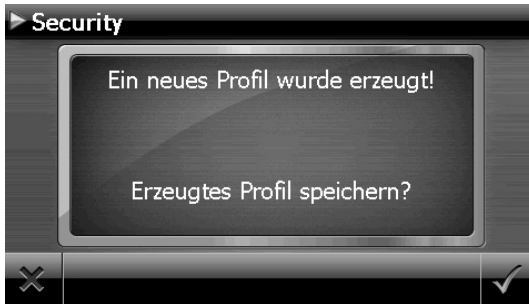 Security
Ein neues Profil wurde erzeugt!
Erzeugtes Profil speichern?